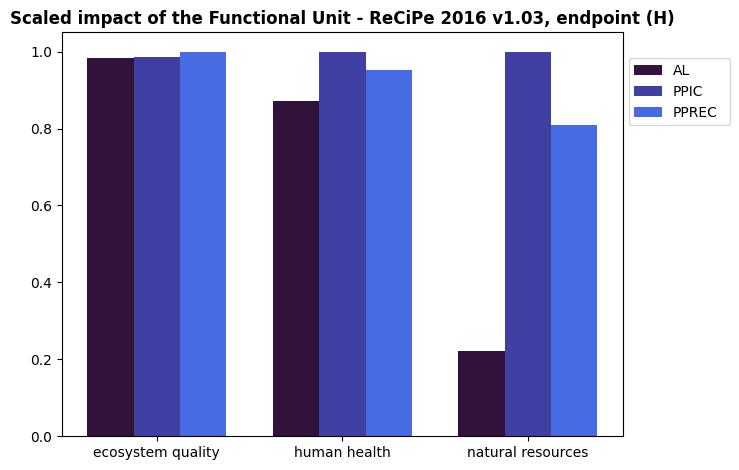 Scaled impact of the Functional Unit - ReCiPe 2016 v1.03, endpoint (H)
1.0
0.8
0.6
0.4
0.2
0.0
ecosystem quality
human health
natural resources
AL
PPIC
PPREC